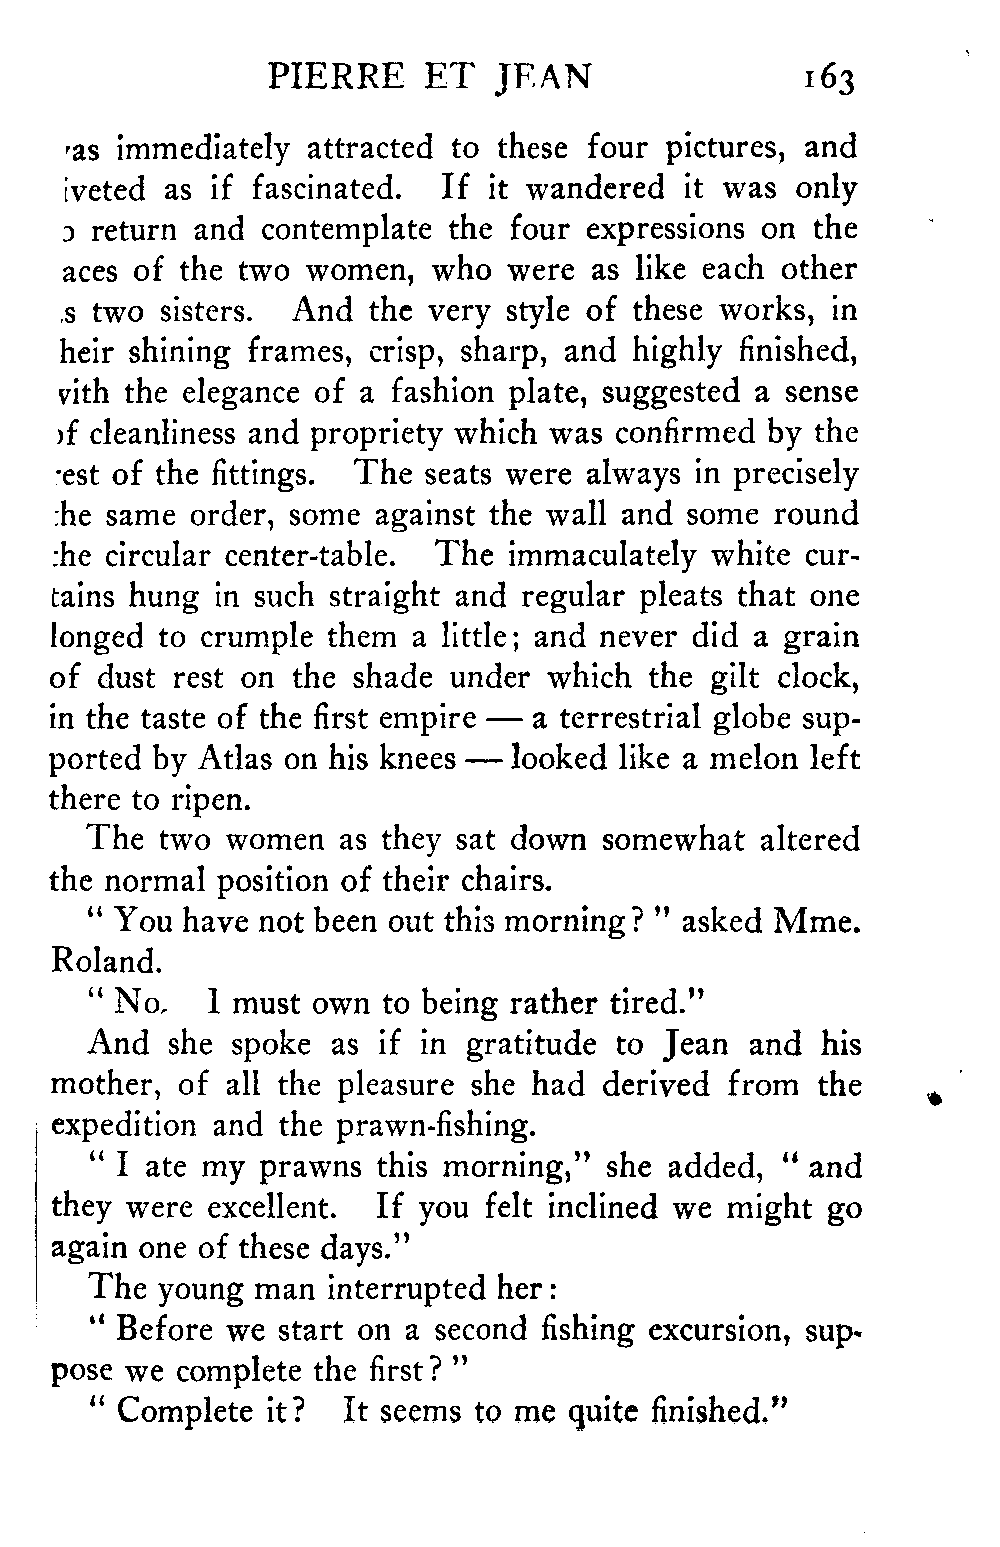 PIERRE ET JEAN 163
as immediately attracted to these four pictures, and
iveted as if fascinated. If it wandered it was only
return and contemplate the four expressions on the
aces of the two women, who were as like each other
s two sisters. And the very style of these works, in
heir shining frames, crisp, sharp, and highly finished,
vith the elegance of a fashion plate, suggested a sense
of cleanliness and propriety which was confirmed by the
rest of the fittings. The seats were always in precisely
the same order, some against the wall and some round
the circular center-table. The immaculately white cur-
tains hung in such straight and regular pleats that one
longed to crumple them a little; and never did a grain
of dust rest on the shade under which the gilt clock,
in the taste of the first empire — a terrestrial globe sup-
ported by Atlas on his knees — looked like a melon left
there to ripen.
The two women as they sat down somewhat altered
the normal position of their chairs.
" You have not been out this morning? " asked Mme.
Roland.
" No. I must own to being rather tired."
And she spoke as if in gratitude to Jean and his
mother, of all the pleasure she had derived from the
expedition and the prawn-fishing.
" I ate my prawns this morning," she added, " and
they were excellent. If you felt inclined we might go
again one of these days."
The young man interrupted her:
" Before we start on a second fishing excursion, sup-
pose we complete the first? "
" Complete it? It seems to me quite finished."